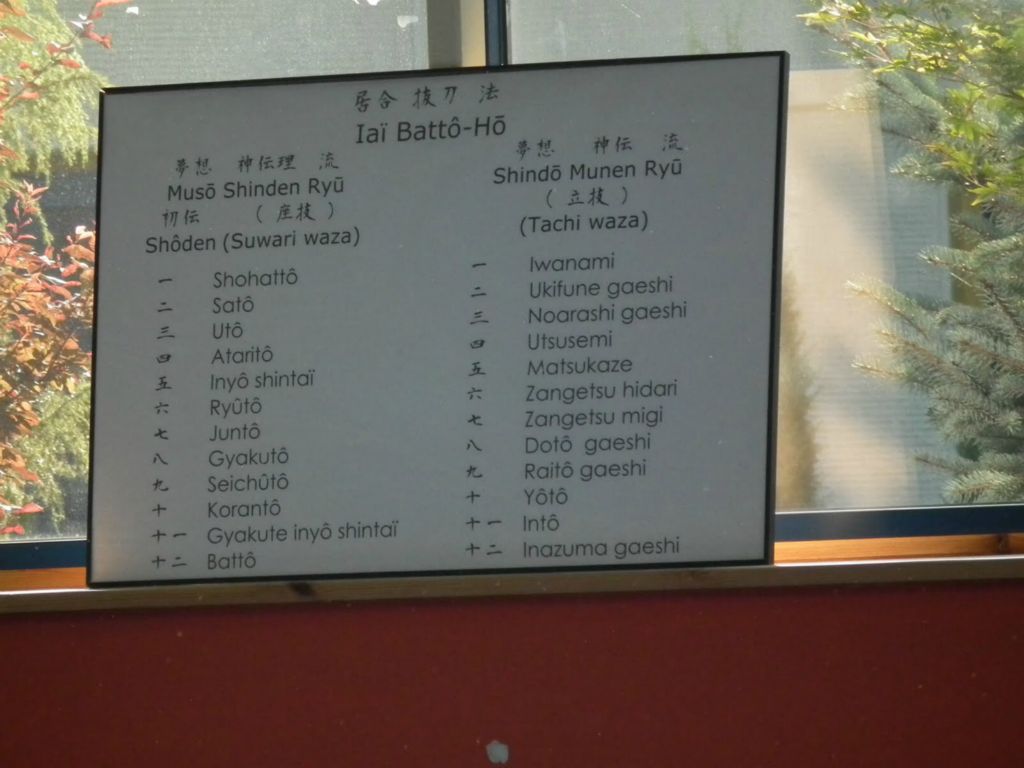 居合 抜刀 法
Iaï Battô-Hō
夢想 神伝理 流
Musō Shinden Ryū
初伝 ( 座技 )
Shôden (Suwari waza)
一 Shohattô
二 Satô
三 Utô
四 Ataritô
五 Inyô shintaï
六 Ryûtô
七 Juntô
八 Gyakutô
九 Seichûtô
十 Korantô
十一 Gyakute inyô shintaï
十二 Battô
夢想 神伝 流
Shindō Munen Ryū
( 立技 )
(Tachi waza)
一 Iwanami
二 Ukifune gaeshi
三 Noarashi gaeshi
四 Utsusemi
五 Matsukaze
六 Zangetsu hidari
七 Zangetsu migi
八 Dotô gaeshi
九 Raitô gaeshi
十 Yôtô
十一 Intô
十二 Inazuma gaeshi